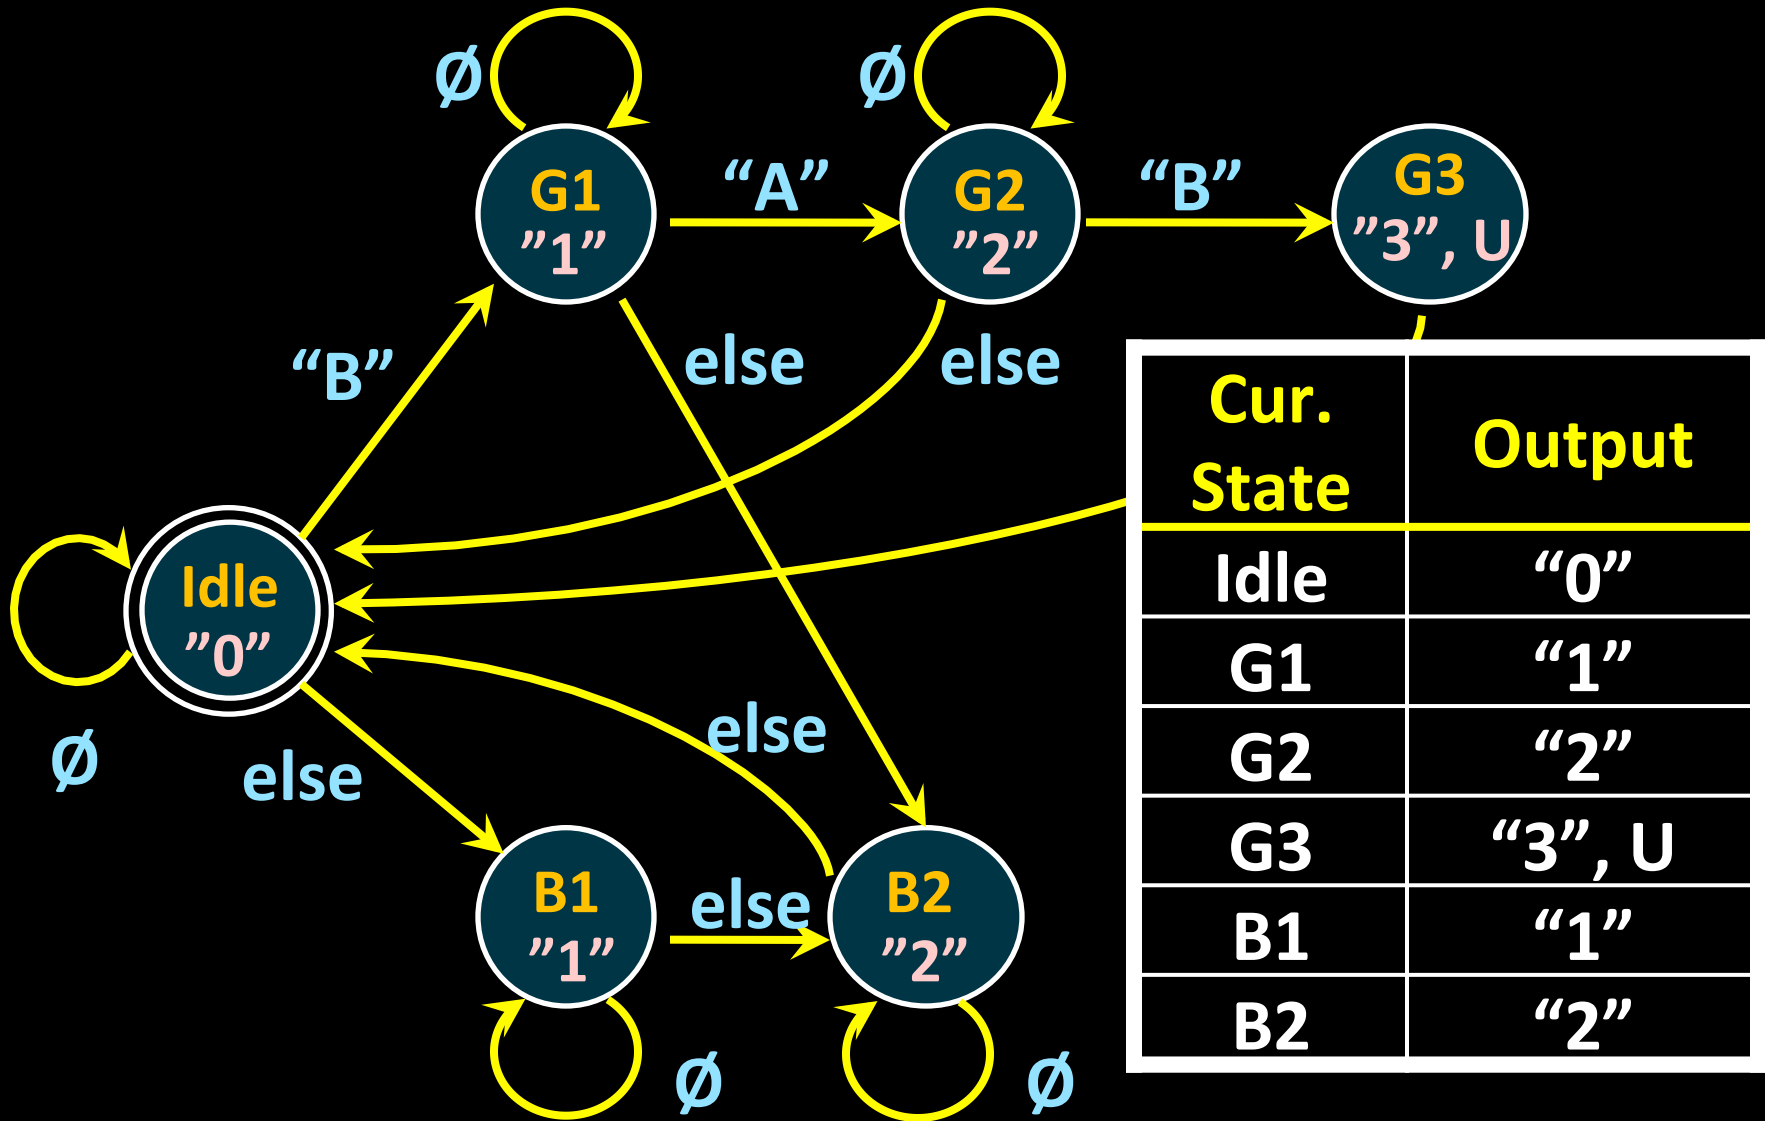 Ø
Ø
G1
”1”
“A”
G2
”2”
“B”
G3
”3”, U
“B”
else
else
Idle
”0”
Ø
else
else
B1
”1”
else
B2
”2”
Ø
Ø
Cur. State
Output
Idle
“0”
G1
“1”
G2
“2”
G3
“3”, U
B1
“1”
B2
“2”